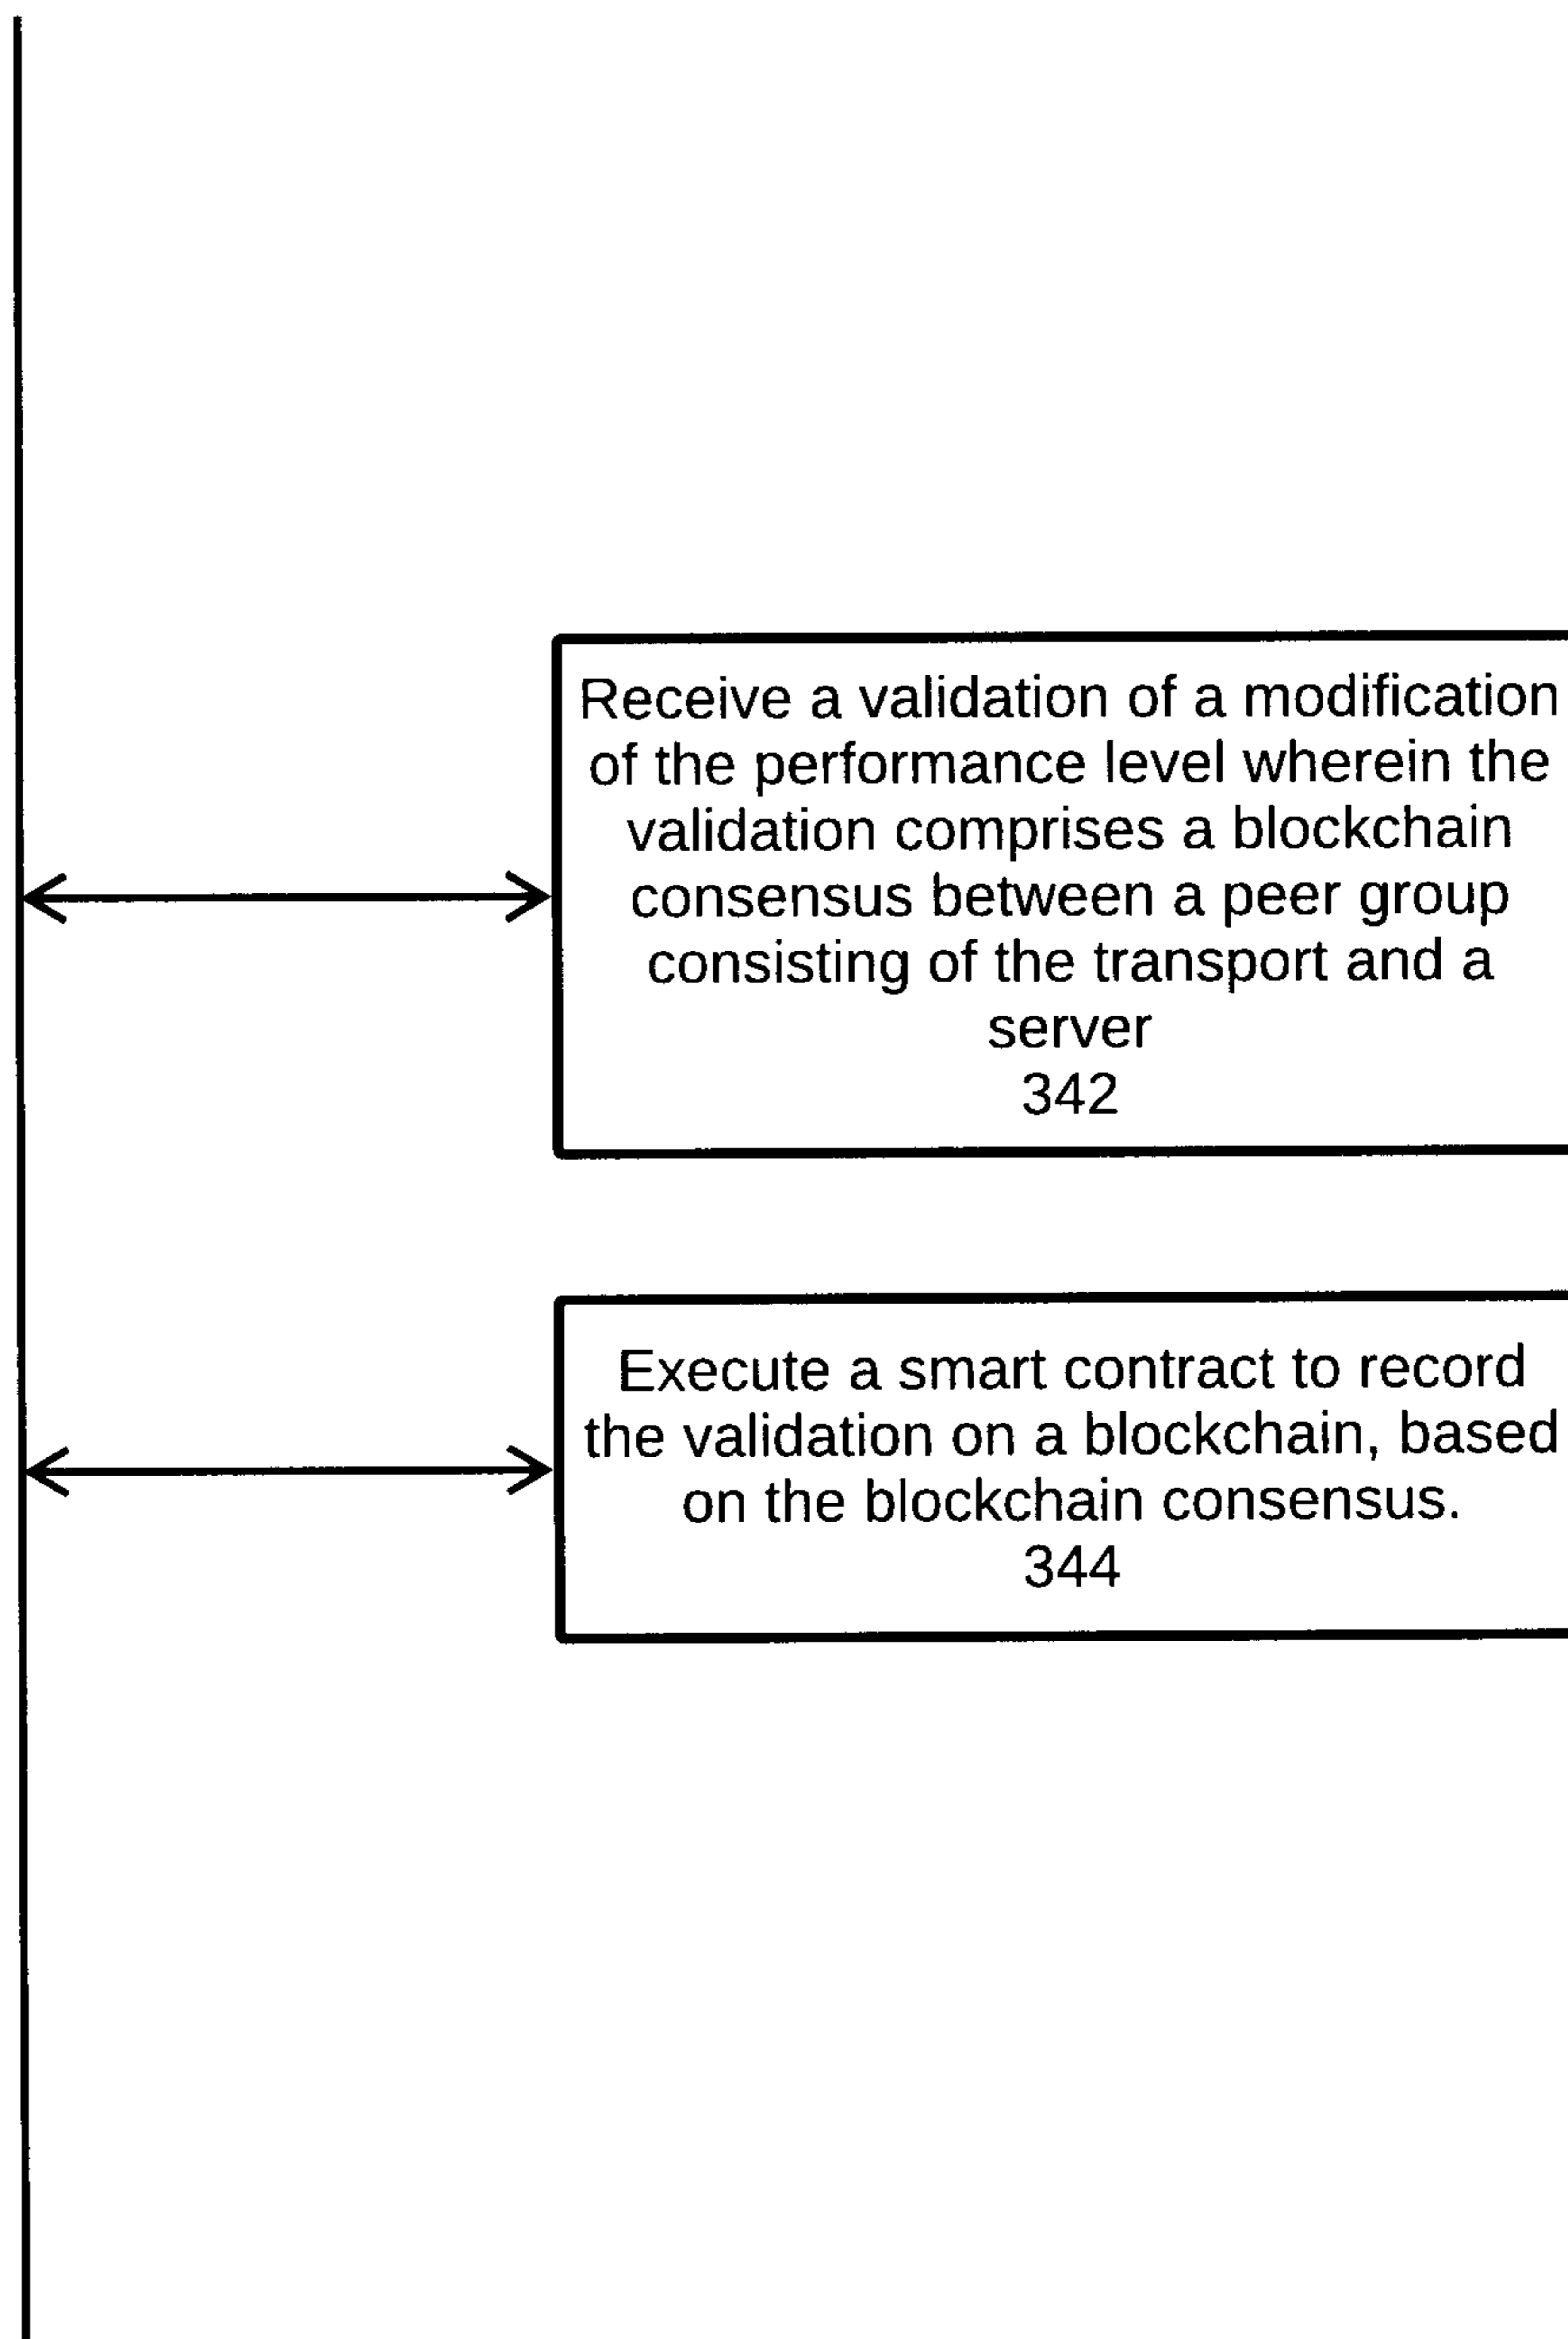 Receive a validation of a modification
of the performance level wherein the
validation comprises a blockchain
consensus between a peer group
consisting of the transport and a
server
342
Execute a smart contract to record
the validation on a blockchain, based
on the blockchain consensus.
344